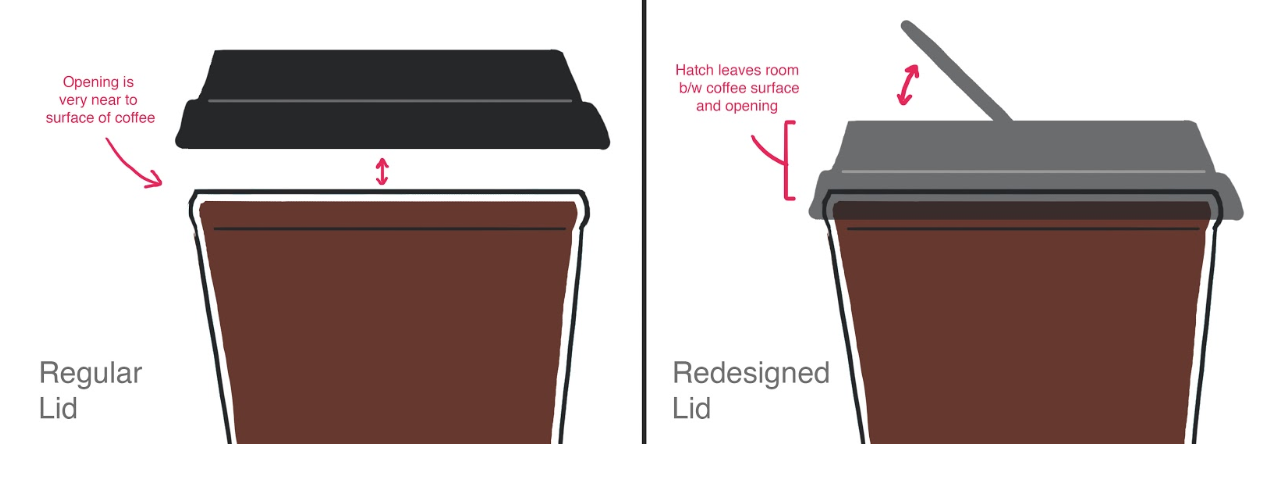 Opening is
very near to
surface of coffee
Regular
Lid
Hatch leaves room
b/w coffee surface
and opening
Redesigned
Lid